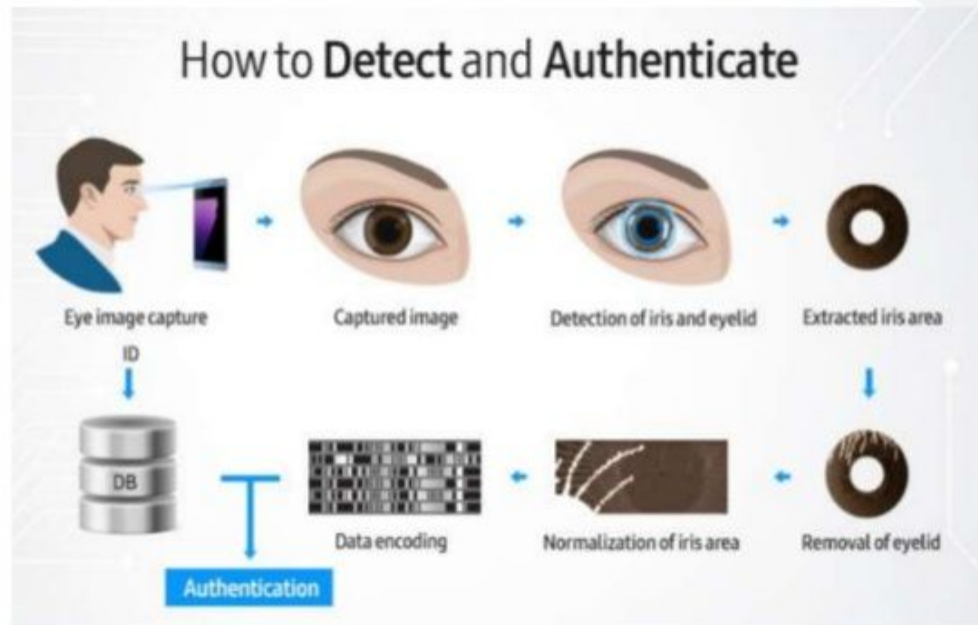 How to Detect and Authenticate
Eye image capture
Captured image
Detection of iris and eyelid
Extracted iris area
ID
DB
Data encoding
Normalization of iris area
Removal of eyelid
Authentication